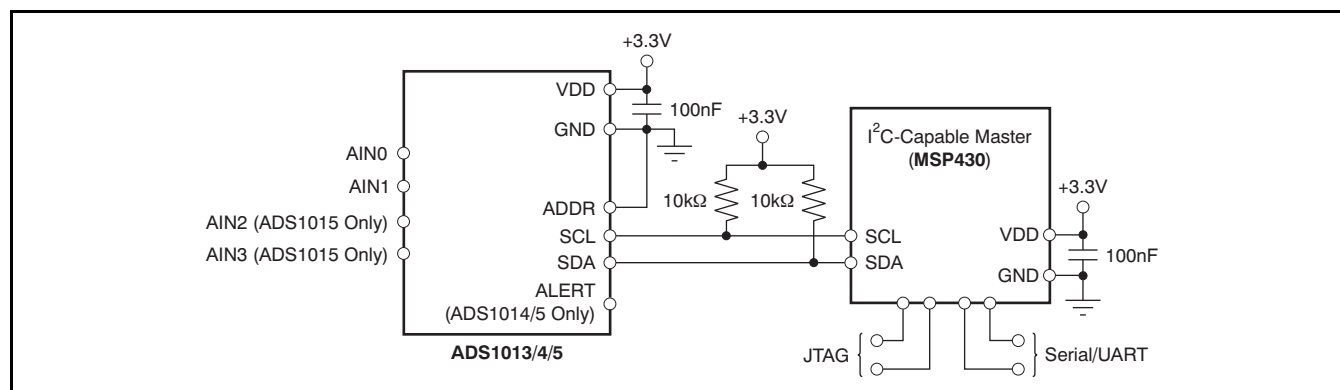 +3.3V
VDD
100nF
GND
AIN0
AIN1
AIN2 (ADS1015 Only)
AIN3 (ADS1015 Only)
ADDR
SCL
SDA
ALERT
(ADS1014/5 Only)
ADS1013/4/5
+3.3V
10kΩ
10kΩ
I²C-Capable Master
(MSP430)
SCL
SDA
+3.3V
VDD
100nF
GND
JTAG
Serial/UART